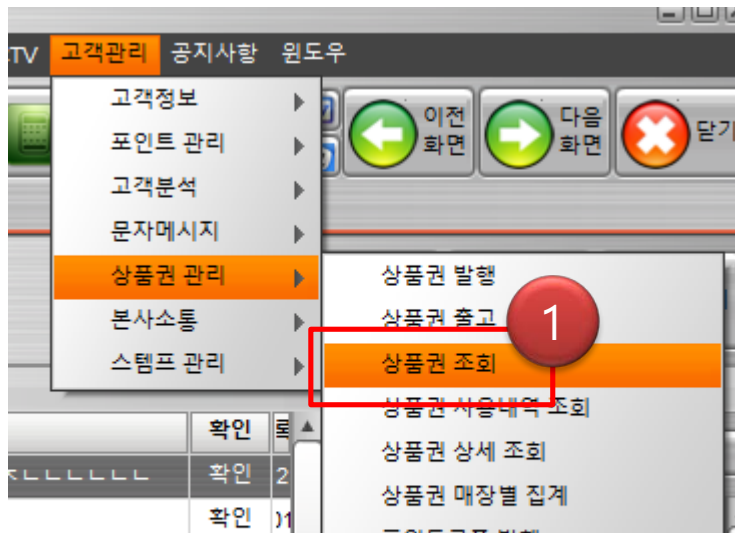 TV 고객관리 공지사항 윈도우
고객정보
포인트 관리
고객분석
문자메시지
상품권 관리
본사소통
스템프 관리
이전
화면
다음
화면
닫기
상품권 발행
상품권 출고
1
상품권 조회
상품권 사용내역 조회
상품권 상세 조회
상품권 매장별 집계
확인
확인 2
확인